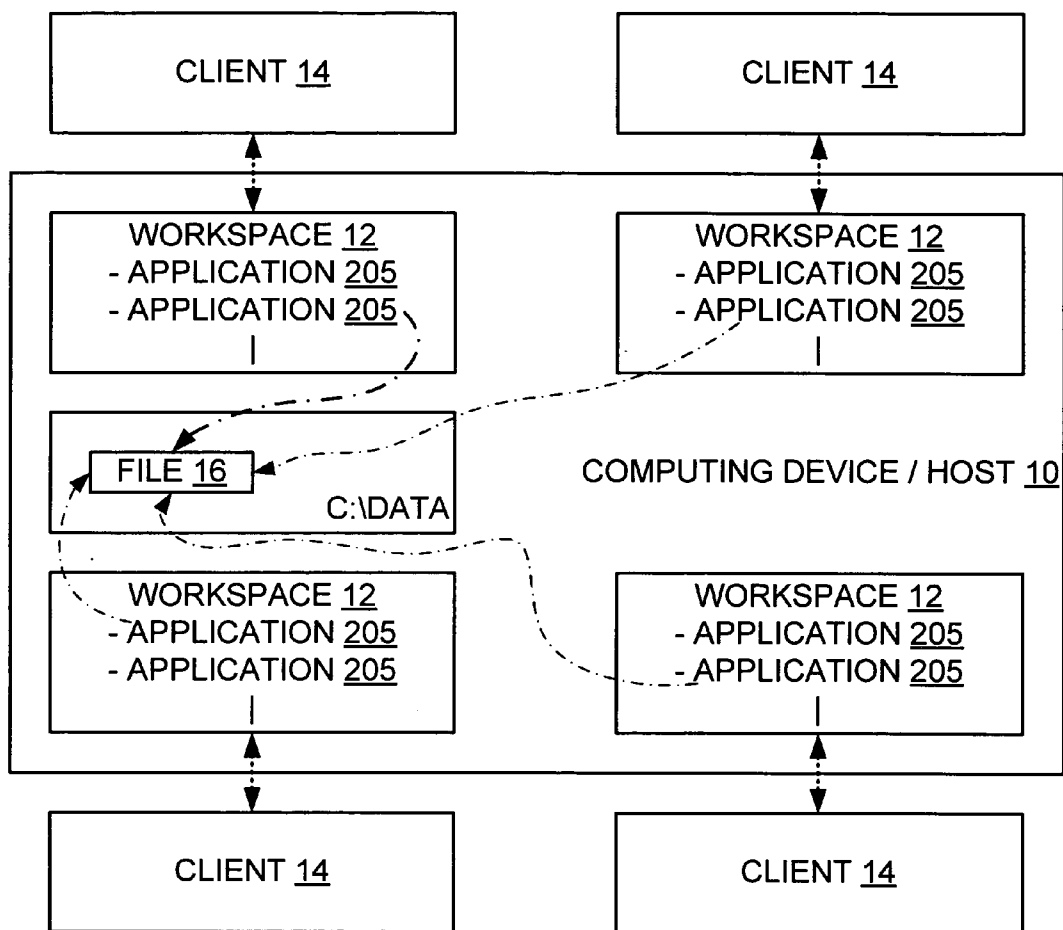 CLIENT 14
CLIENT 14
WORKSPACE 12
- APPLICATION 205
- APPLICATION 205
|
WORKSPACE 12
- APPLICATION 205
- APPLICATION 205
|
FILE 16
C:\DATA
COMPUTING DEVICE / HOST 10
WORKSPACE 12
- APPLICATION 205
- APPLICATION 205
|
WORKSPACE 12
- APPLICATION 205
- APPLICATION 205
|
CLIENT 14
CLIENT 14